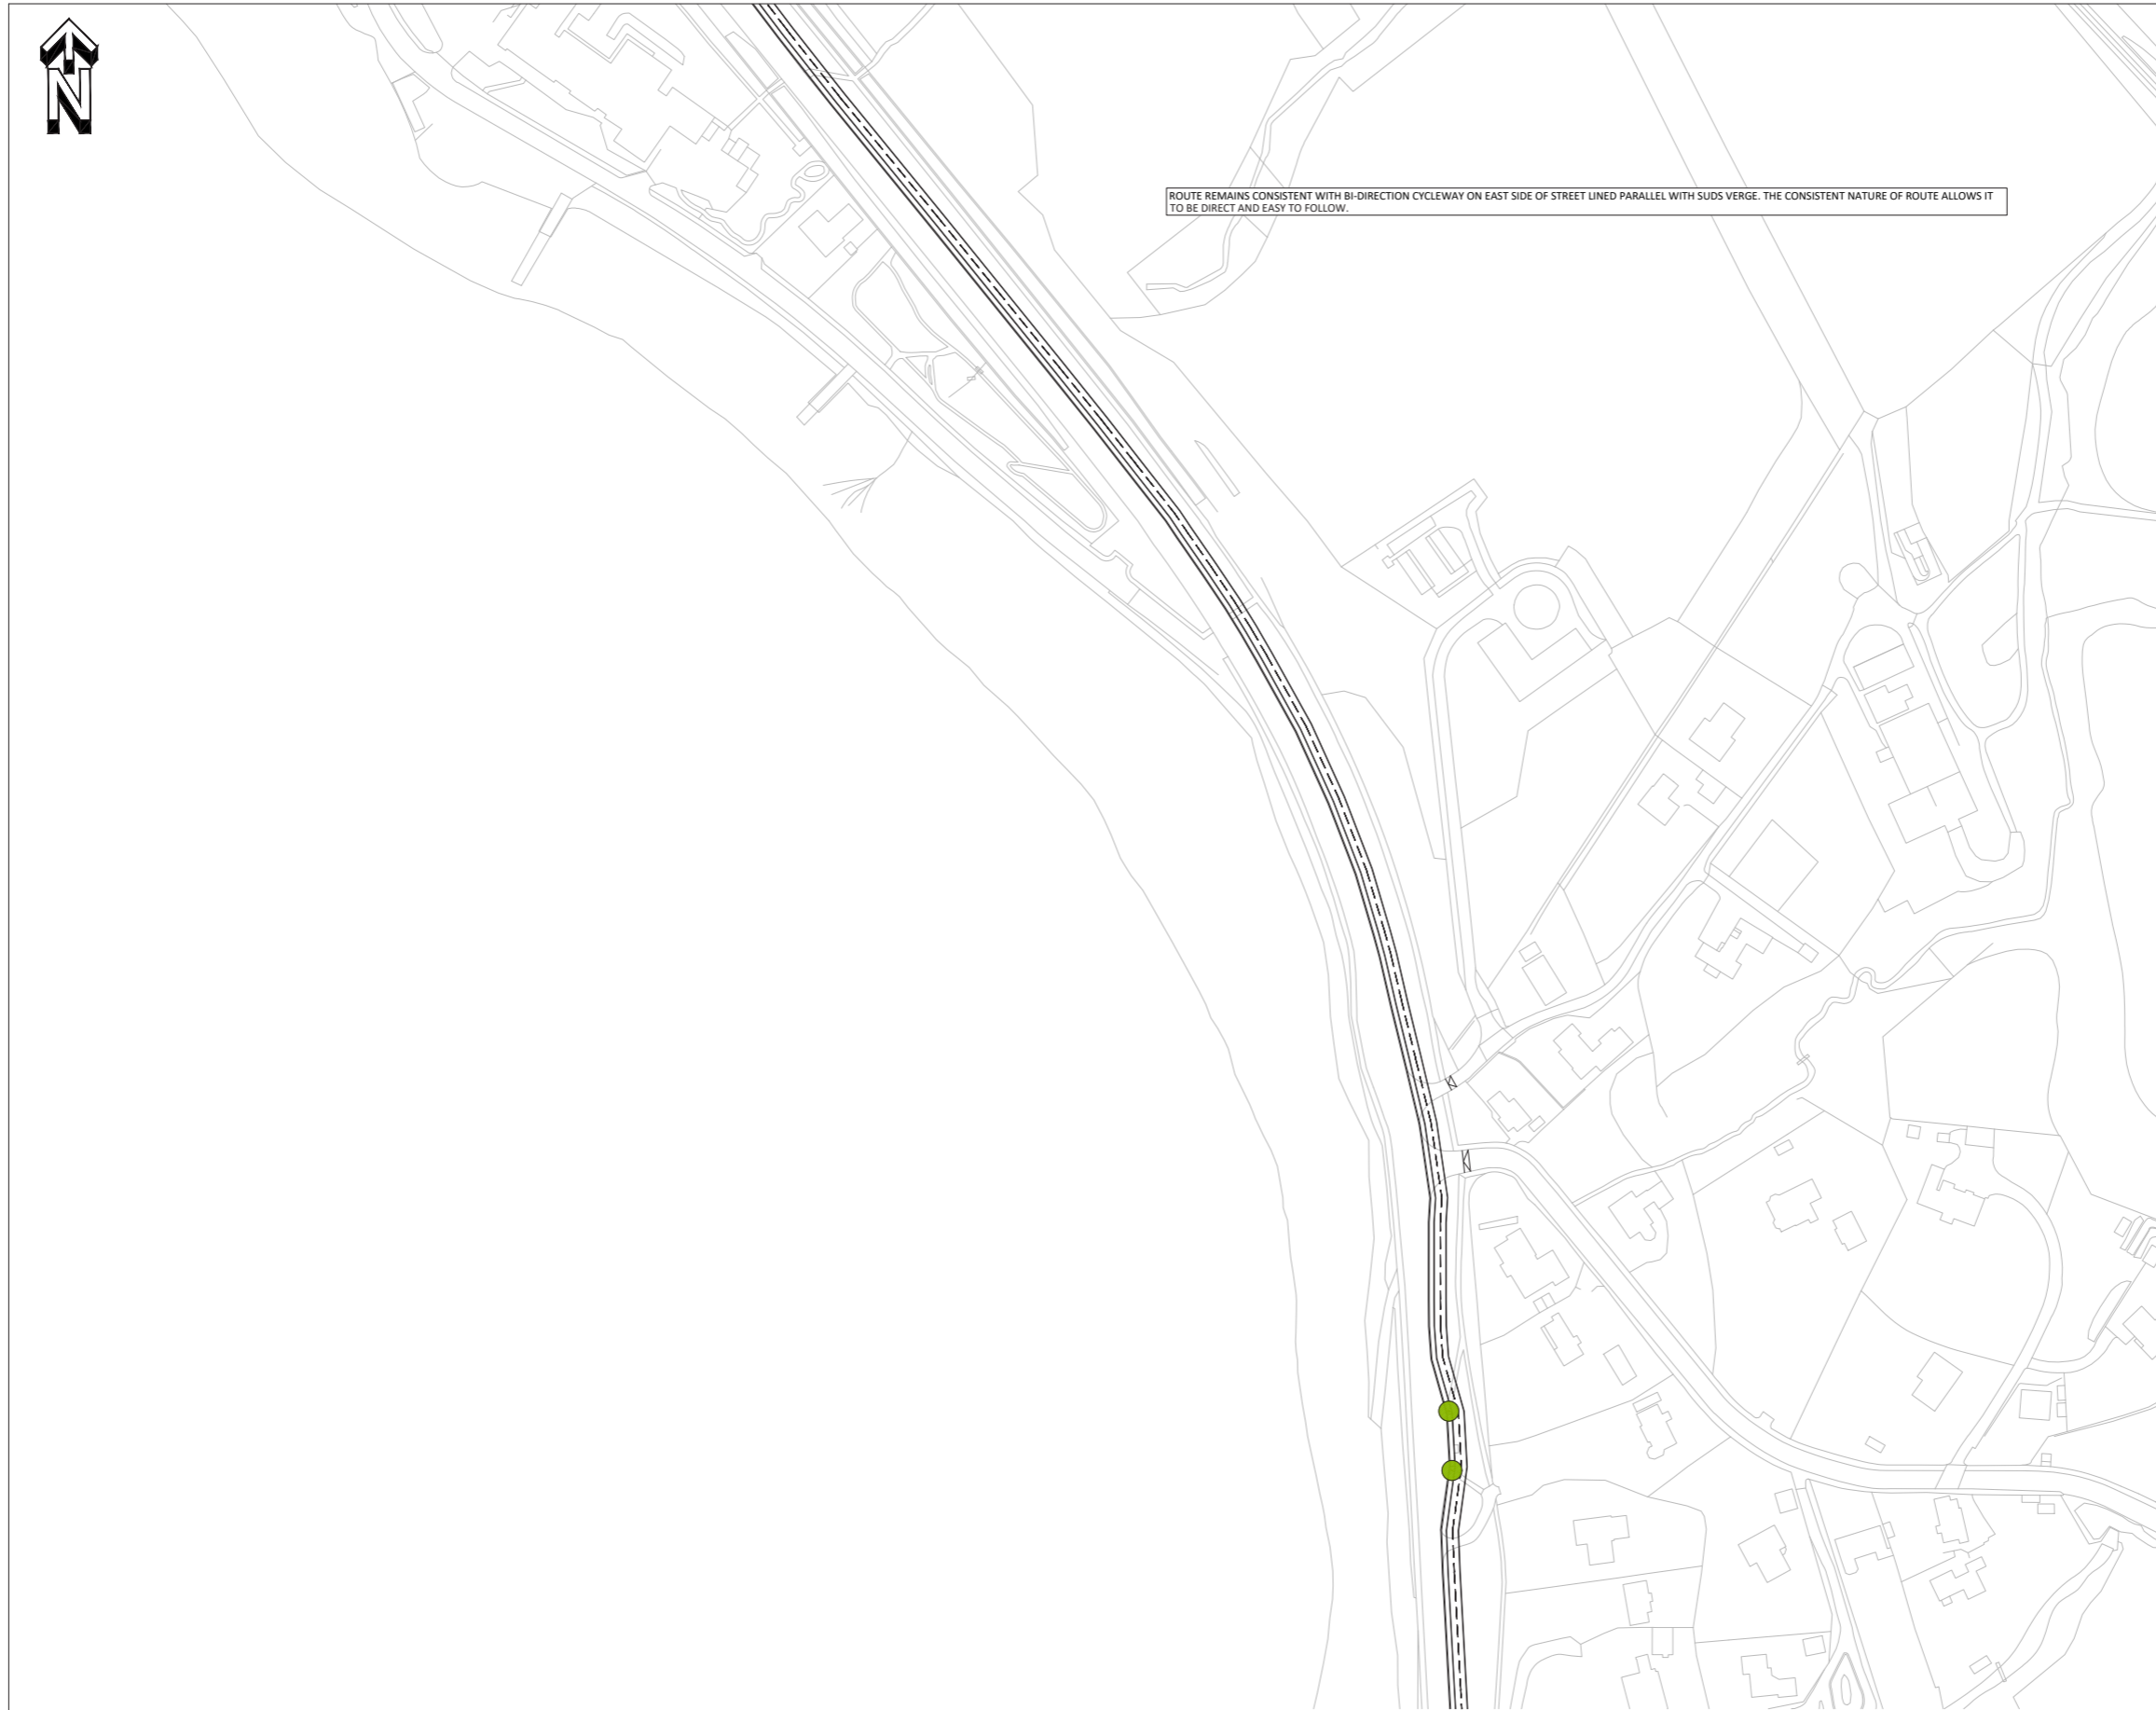 N
ROUTE REMAINS CONSISTENT WITH BI-DIRECTION CYCLEWAY ON EAST SIDE OF STREET LINED PARALLEL WITH SUDS VERGE. THE CONSISTENT NATURE OF ROUTE ALLOWS IT
TO BE DIRECT AND EASY TO FOLLOW.